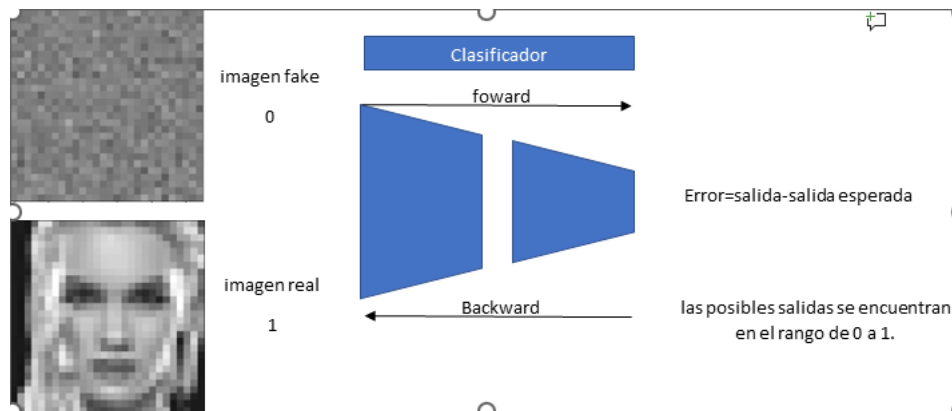 Clasificador
imagen fake
foward
0
Error=salida-salida esperada
imagen real
1
Backward
las posibles salidas se encuentran
en el rango de 0 a 1.